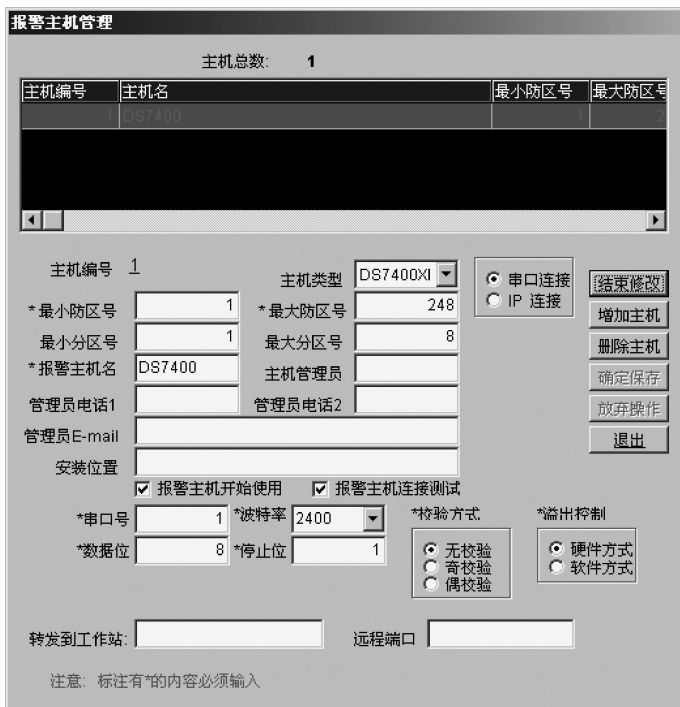 报警主机管理
主机总数: 1
主机编号 主机名 最小防区号 最大防区号
1 DS7400 1 2
主机编号 1 主机类型 DS7400XI 串口连接 结束修改
IP 连接
*最小防区号 1 *最大防区号 248 增加主机
最小分区号 1 最大分区号 8 删除主机
*报警主机名 DS7400 主机管理员 确定保存
管理员电话1 管理员电话2 放弃操作
管理员E-mail 退出
安装位置
报警主机开始使用 报警主机连接测试
*串口号 1 *波特率 2400 *校验方式 *溢出控制
*数据位 8 *停止位 1 无校验 硬件方式
奇校验 软件方式
偶校验
转发到工作站: 远程端口
注意: 标注有*的内容必须输入